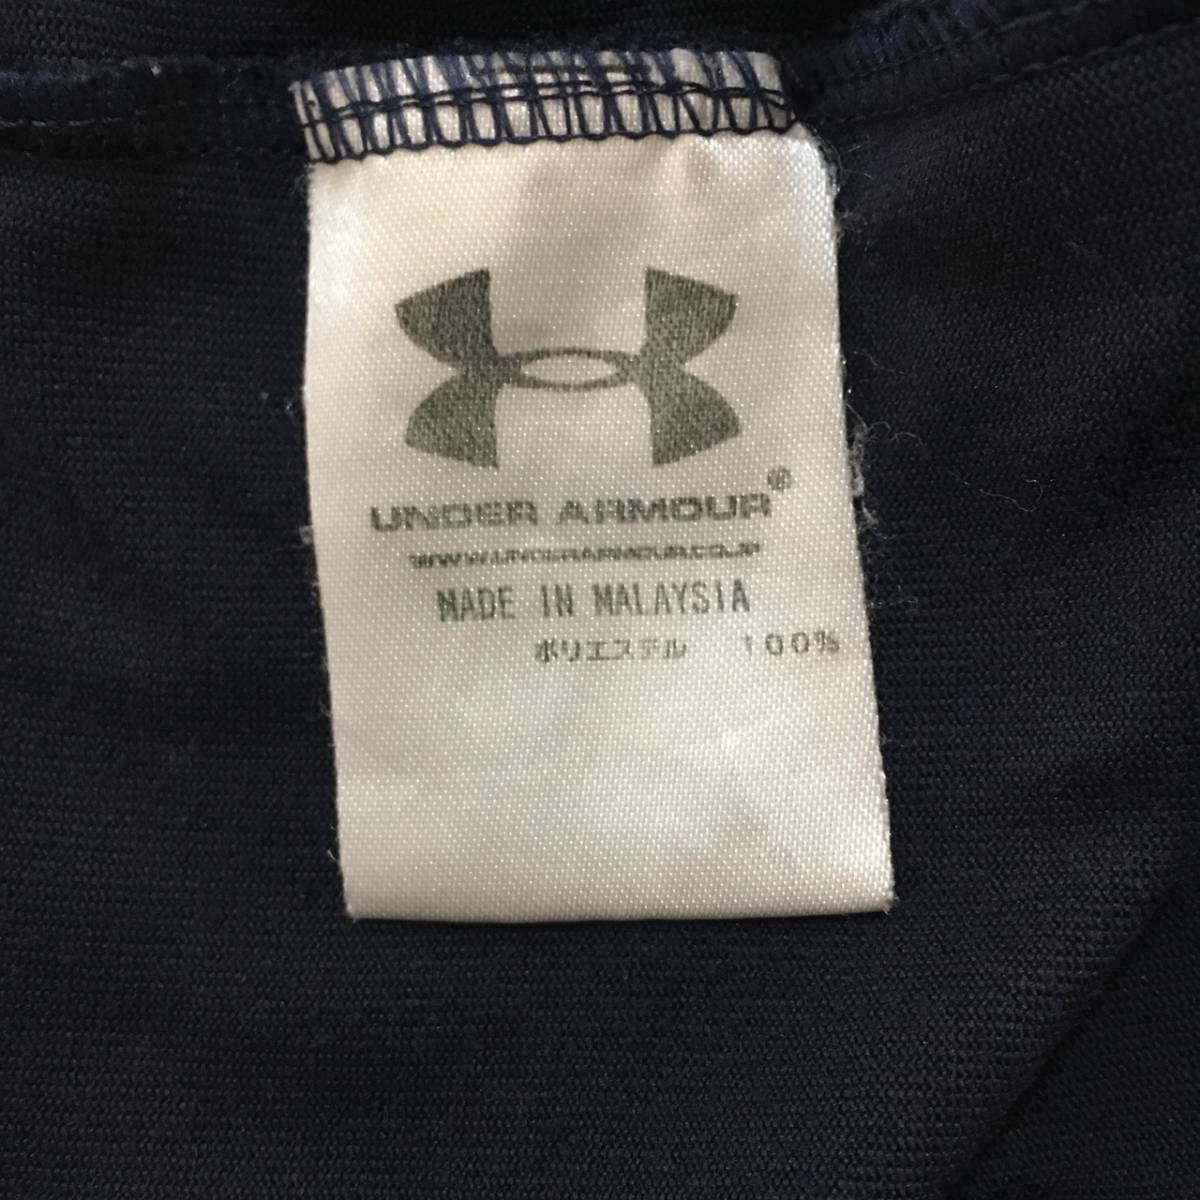 UNDER ARMOUR®
WWW.UNDERARMOUR.CO.JP
MADE IN MALAYSIA
ポリエステル 100%